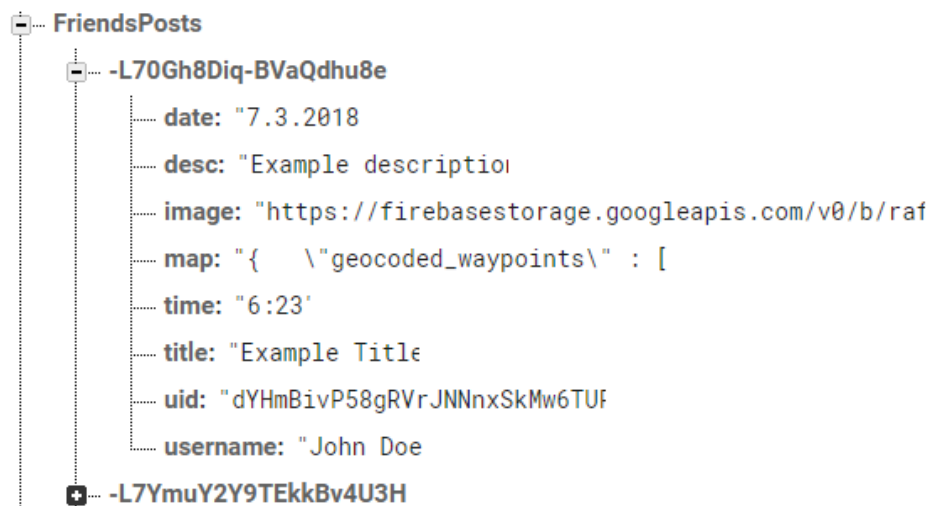 FriendsPosts
-L70Gh8Diq-BVaQdhu8e
date: "7.3.2018
desc: "Example description
image: "https://firebasestorage.googleapis.com/v0/b/raf
map: "{ \"geocoded_waypoints\" : [
time: "6:23"
title: "Example Title
uid: "dYHmBivP58gRVrJNNnxSkMw6TUF
username: "John Doe
-L7YmuY2Y9TEkkBv4U3H